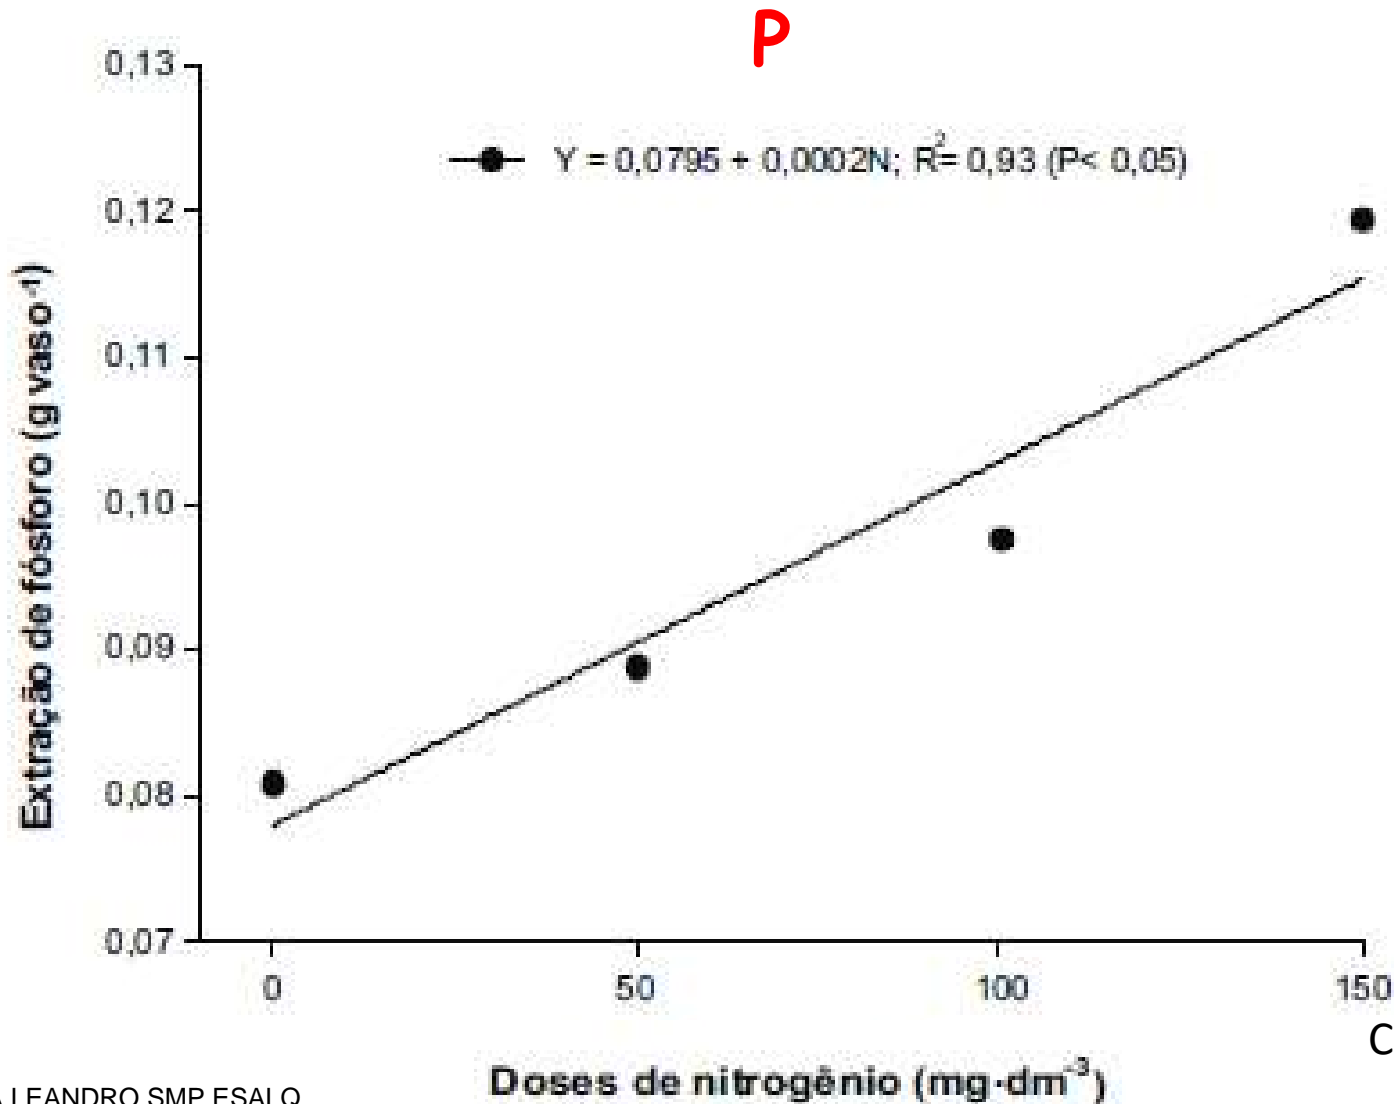 P
0,13
Y = 0,0795 + 0,0002N; R²= 0,93 (P< 0,05)
0,12
0,11
0,10
0,09
0,08
0,07
Extração de fósforo (g vaso⁻¹)
0 50 100 150
C
Doses de nitrogênio (mg·dm⁻³)
LEANDRO SMP ESALQ